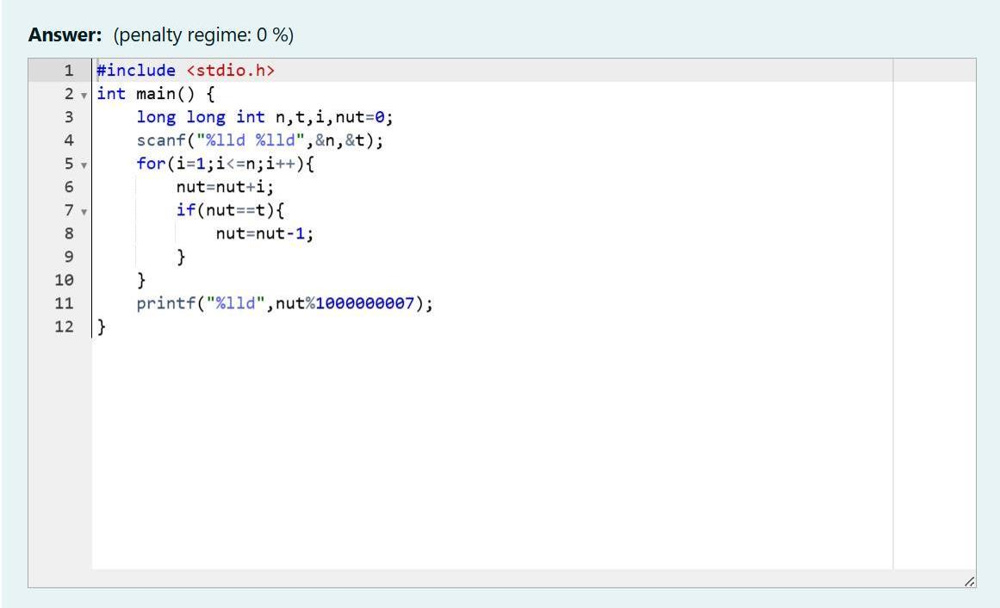 Answer: (penalty regime: 0 %)
1 #include <stdio.h>
2 int main() {
3     long long int n,t,i,nut=0;
4     scanf("%lld %lld",&n,&t);
5     for(i=1;i<=n;i++){
6         nut=nut+i;
7         if(nut==t){
8             nut=nut-1;
9         }
10     }
11     printf("%lld",nut%1000000007);
12 }